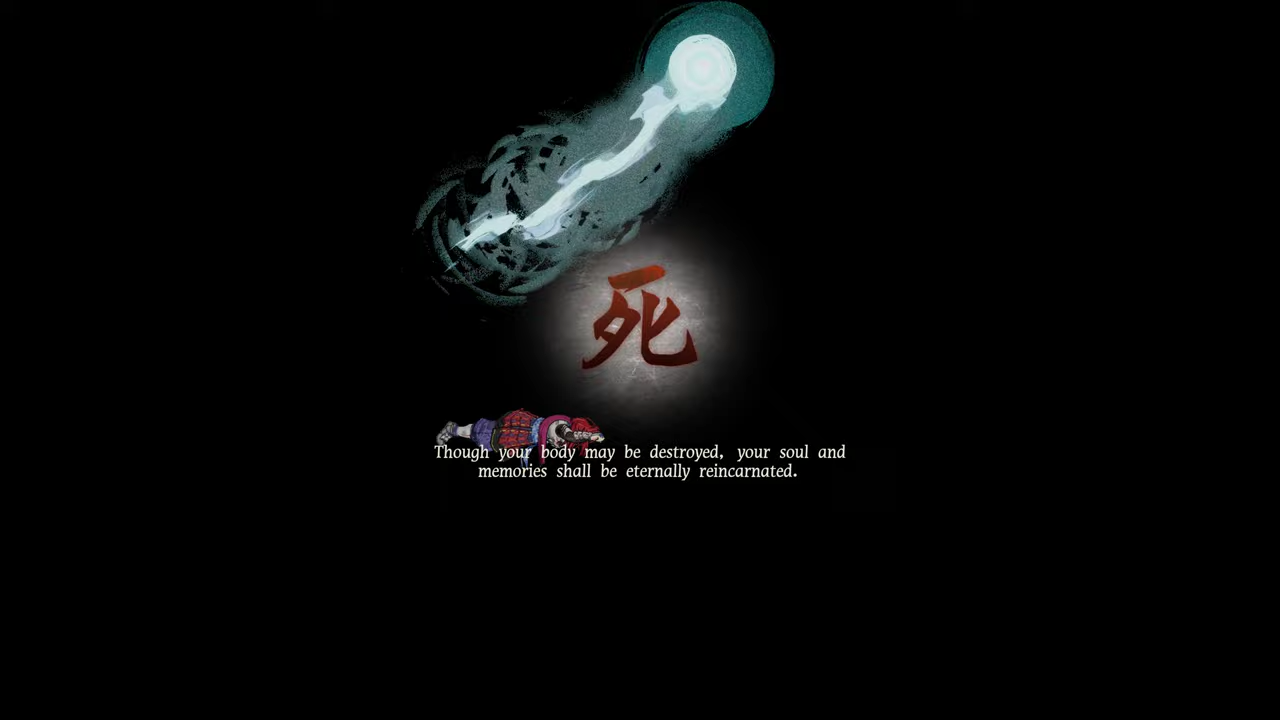 死
Though your body may be destroyed, your soul and
memories shall be eternally reincarnated.